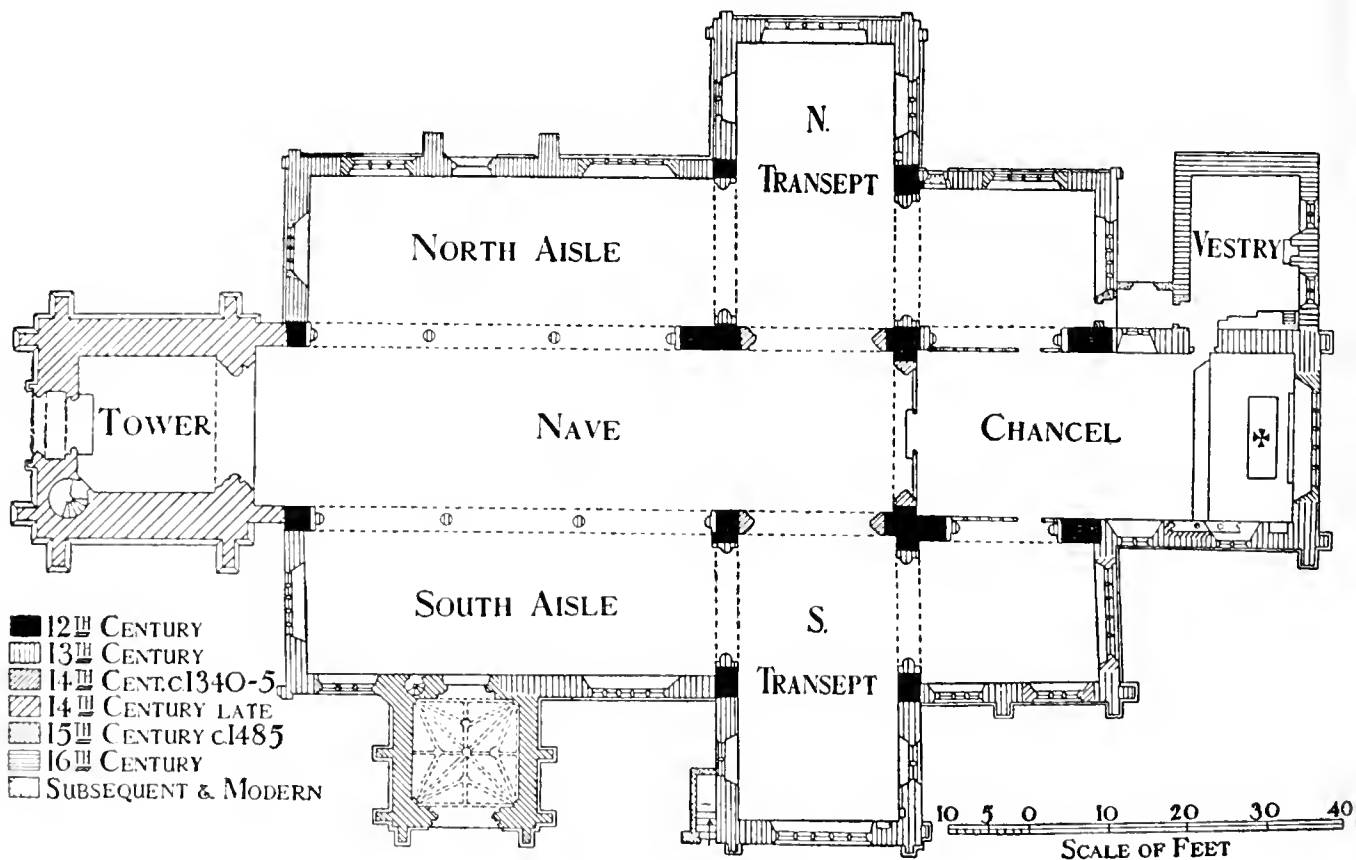 N.
TRANSEPT
NORTH AISLE
VESTRY
TOWER
NAVE
CHANCEL
SOUTH AISLE
S.
TRANSEPT
12TH CENTURY
13TH CENTURY
14TH CENT. c1340-5
14TH CENTURY LATE
15TH CENTURY c1485
16TH CENTURY
SUBSEQUENT & MODERN
10 5 0 10 20 30 40
SCALE OF FEET